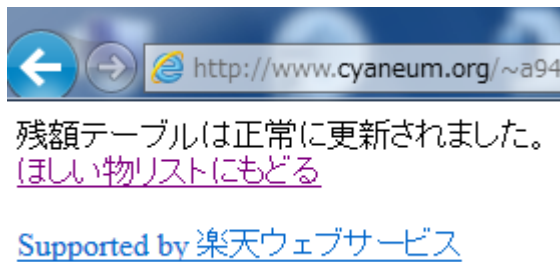 http://www.cyaneum.org/~a94
残額テーブルは正常に更新されました。
ほしい物リストにもどる
Supported by 楽天ウェブサービス